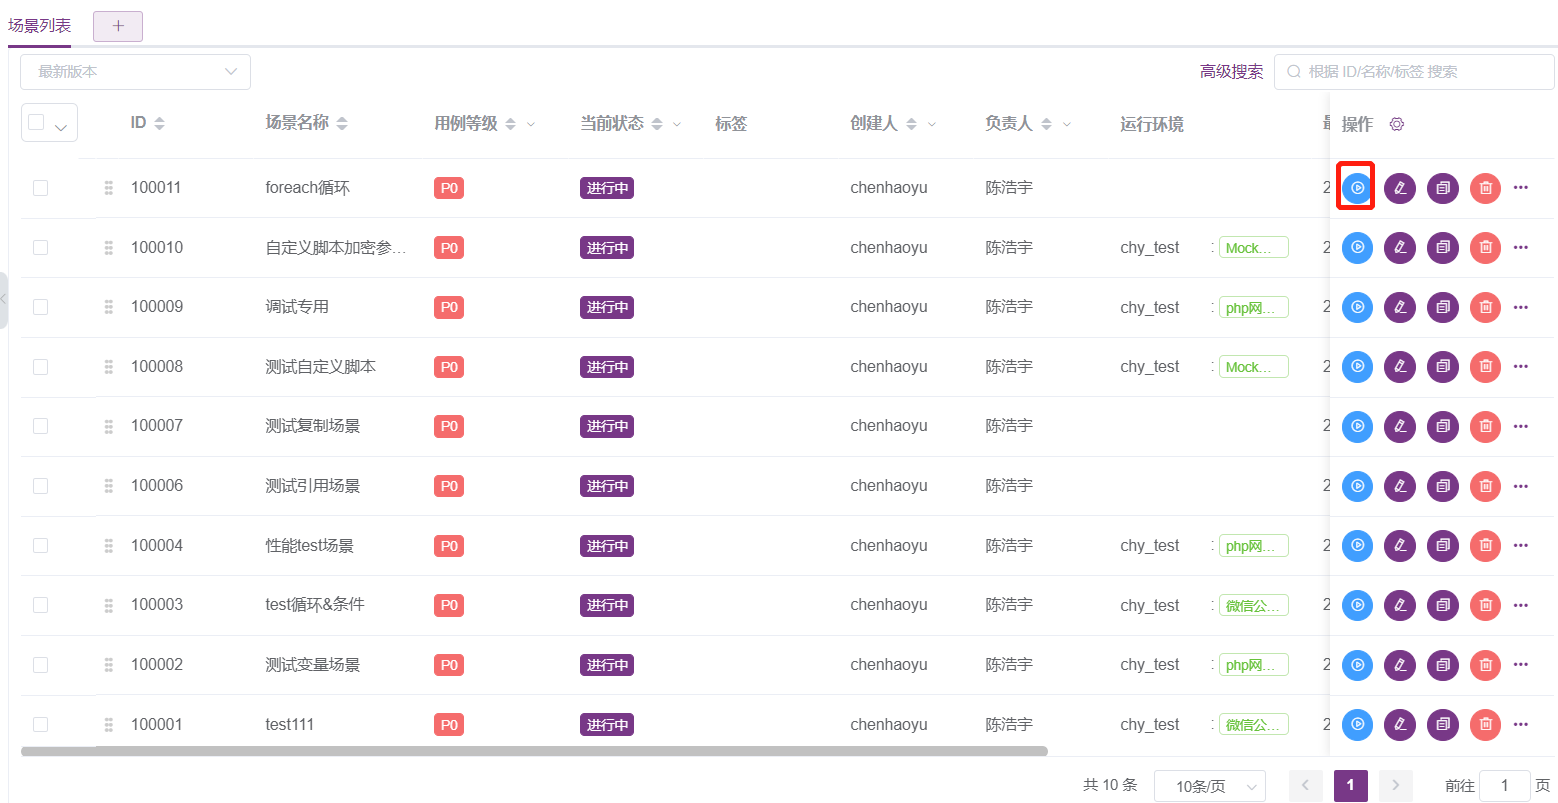 场景列表 +
最新版本 高级搜索 根据 ID/名称/标签 搜索
ID 场景名称 用例等级 当前状态 标签 创建人 负责人 运行环境 操作
100011 foreach循环 P0 进行中 chenhaoyu 陈浩宇 2
100010 自定义脚本加密参... P0 进行中 chenhaoyu 陈浩宇 chy_test : Mock... 2
100009 调试专用 P0 进行中 chenhaoyu 陈浩宇 chy_test : php网... 2
100008 测试自定义脚本 P0 进行中 chenhaoyu 陈浩宇 chy_test : Mock... 2
100007 测试复制场景 P0 进行中 chenhaoyu 陈浩宇 2
100006 测试引用场景 P0 进行中 chenhaoyu 陈浩宇 2
100004 性能test场景 P0 进行中 chenhaoyu 陈浩宇 chy_test : php网... 2
100003 test循环&条件 P0 进行中 chenhaoyu 陈浩宇 chy_test : 微信公... 2
100002 测试变量场景 P0 进行中 chenhaoyu 陈浩宇 chy_test : php网... 2
100001 test111 P0 进行中 chenhaoyu 陈浩宇 chy_test : 微信公... 2
共 10 条 10条/页 1 前往 1 页